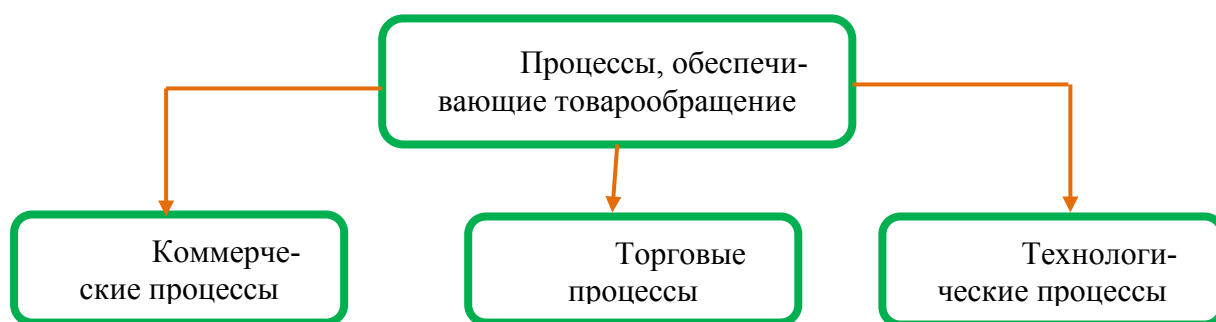 Процессы, обеспечи-
вающие товарообращение
Коммерче-
ские процессы
Торговые
процессы
Технологи-
ческие процессы